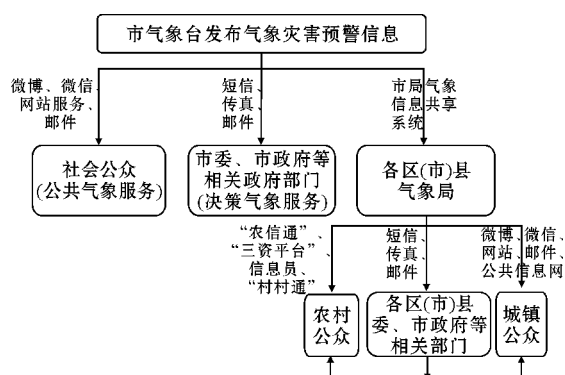 市气象台发布气象灾害预警信息
微博、微信、
网站服务、
邮件
短信、
传真、
邮件
市局气象
信息共享
系统
社会公众
(公共气象服务)
市委、市政府等
相关政府部门
(决策气象服务)
各区(市)县
气象局
“农信通”、
“三资平台”、
信息员、
“村村通”
短信、
传真、
邮件
微博、微信、
网站、邮件、
公共信息网
农村
公众
各区(市)县
委、市政府等
相关部门
城镇
公众